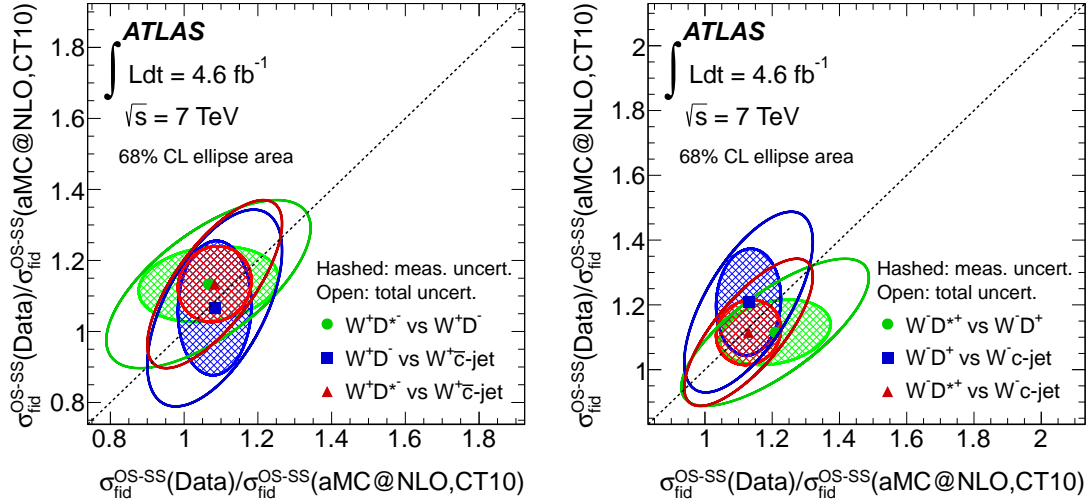 σ_fid^OS-SS(Data)/σ_fid^OS-SS(aMC@NLO,CT10)
1.8
1.6
1.4
1.2
1
0.8
ATLAS
∫ Ldt = 4.6 fb⁻¹
√s = 7 TeV
68% CL ellipse area
Hashed: meas. uncert.
Open: total uncert.
W⁺D*⁻ vs W⁺D⁻
W⁺D⁻ vs W⁺c̅-jet
W⁺D*⁻ vs W⁺c̅-jet
0.8 1 1.2 1.4 1.6 1.8
σ_fid^OS-SS(Data)/σ_fid^OS-SS(aMC@NLO,CT10)
σ_fid^OS-SS(Data)/σ_fid^OS-SS(aMC@NLO,CT10)
2
1.8
1.6
1.4
1.2
1
ATLAS
∫ Ldt = 4.6 fb⁻¹
√s = 7 TeV
68% CL ellipse area
Hashed: meas. uncert.
Open: total uncert.
W⁻D*⁺ vs W⁻D⁺
W⁻D⁺ vs W⁻c-jet
W⁻D*⁺ vs W⁻c-jet
1 1.2 1.4 1.6 1.8 2
σ_fid^OS-SS(Data)/σ_fid^OS-SS(aMC@NLO,CT10)